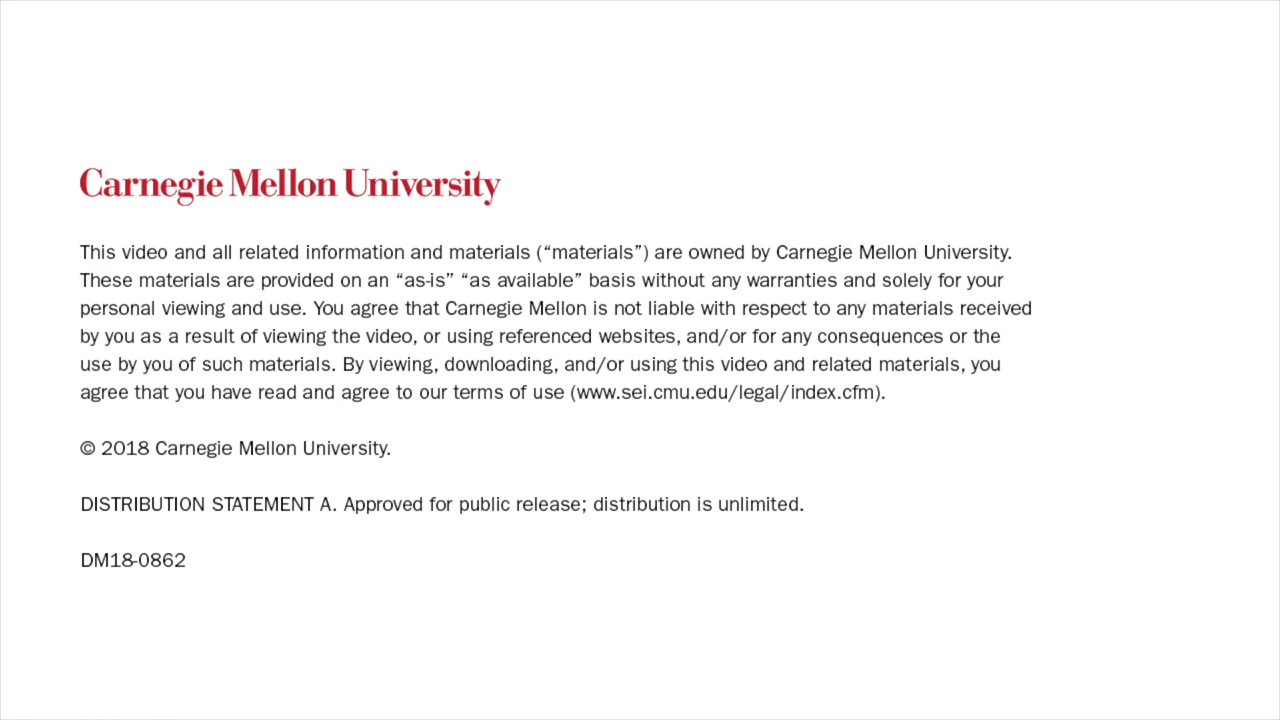 Carnegie Mellon University
This video and all related information and materials (“materials”) are owned by Carnegie Mellon University.
These materials are provided on an “as-is” “as available” basis without any warranties and solely for your
personal viewing and use. You agree that Carnegie Mellon is not liable with respect to any materials received
by you as a result of viewing the video, or using referenced websites, and/or for any consequences or the
use by you of such materials. By viewing, downloading, and/or using this video and related materials, you
agree that you have read and agree to our terms of use (www.sei.cmu.edu/legal/index.cfm).
© 2018 Carnegie Mellon University.
DISTRIBUTION STATEMENT A. Approved for public release; distribution is unlimited.
DM18-0862